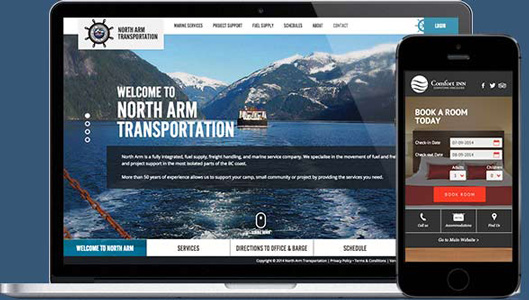 NORTH ARM
TRANSPORTATION
MARINE SERVICES PROJECT SUPPORT FUEL SUPPLY SCHEDULES ABOUT CONTACT
LOGIN
WELCOME TO
NORTH ARM
TRANSPORTATION
North Arm is a fully integrated, fuel supply, freight handling, and marine service company. We specialise in the movement of fuel and fre
and project support in the most isolated parts of the BC coast.
More than 50 years of experience allows us to support your camp, small community or project by providing the services you need.
WELCOME TO NORTH ARM
SERVICES
DIRECTIONS TO OFFICE & BARGE
SCHEDULE
Copyright © 2014 North Arm Transportation | Privacy Policy - Terms & Conditions |
Comfort INN
BOOK A ROOM
TODAY
Check-in Date 07-09-2014
Check-out Date 08-09-2014
Adults Children
BOOK ROOM
Call us
Accommodations
Find Us
Go to Main Website >